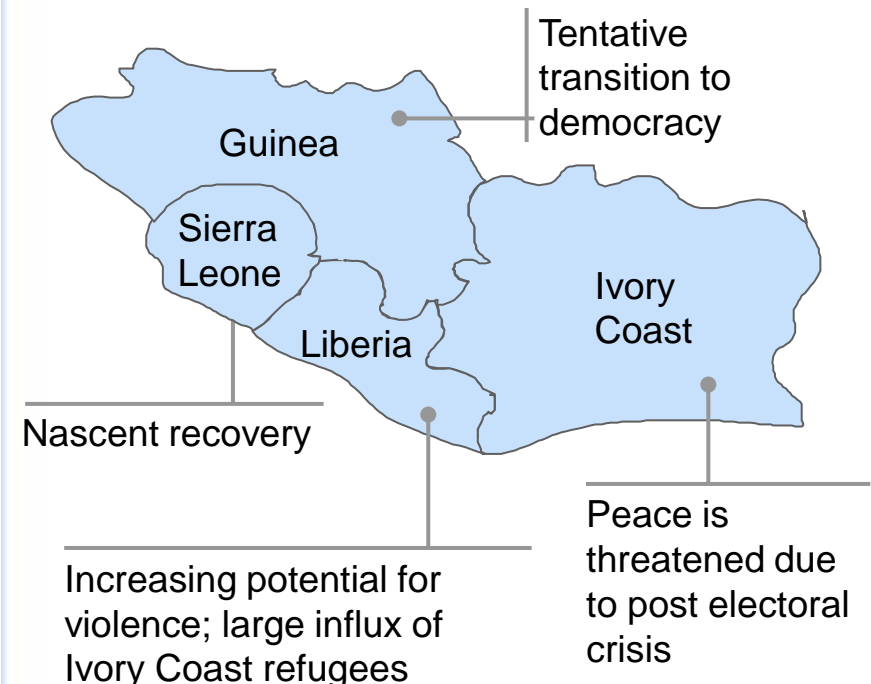 Tentative
transition to
democracy
Guinea
Sierra
Leone
Ivory
Coast
Liberia
Nascent recovery
Increasing potential for
violence; large influx of
Ivory Coast refugees
Peace is
threatened due
to post electoral
crisis